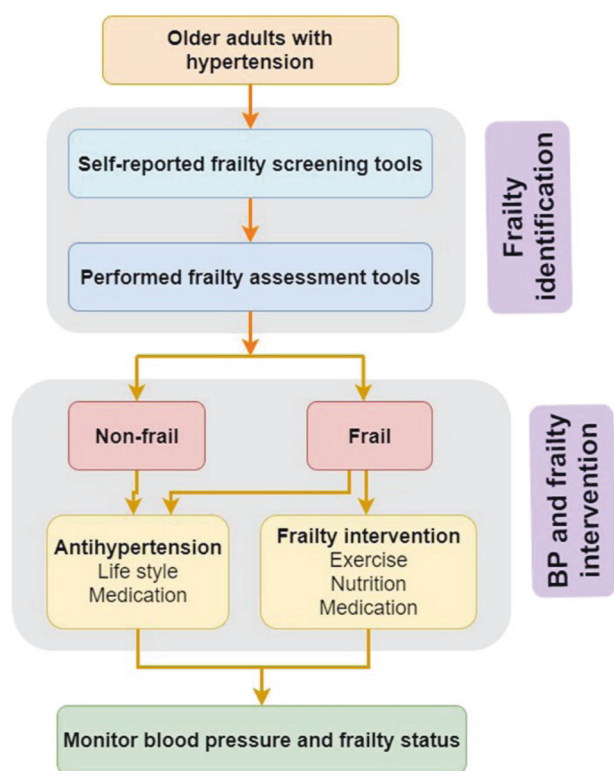 Older adults with
hypertension
Self-reported frailty screening tools
Performed frailty assessment tools
Frailty
identification
Non-frail
Frail
Antihypertension
Life style
Medication
Frailty intervention
Exercise
Nutrition
Medication
BP and frailty
intervention
Monitor blood pressure and frailty status